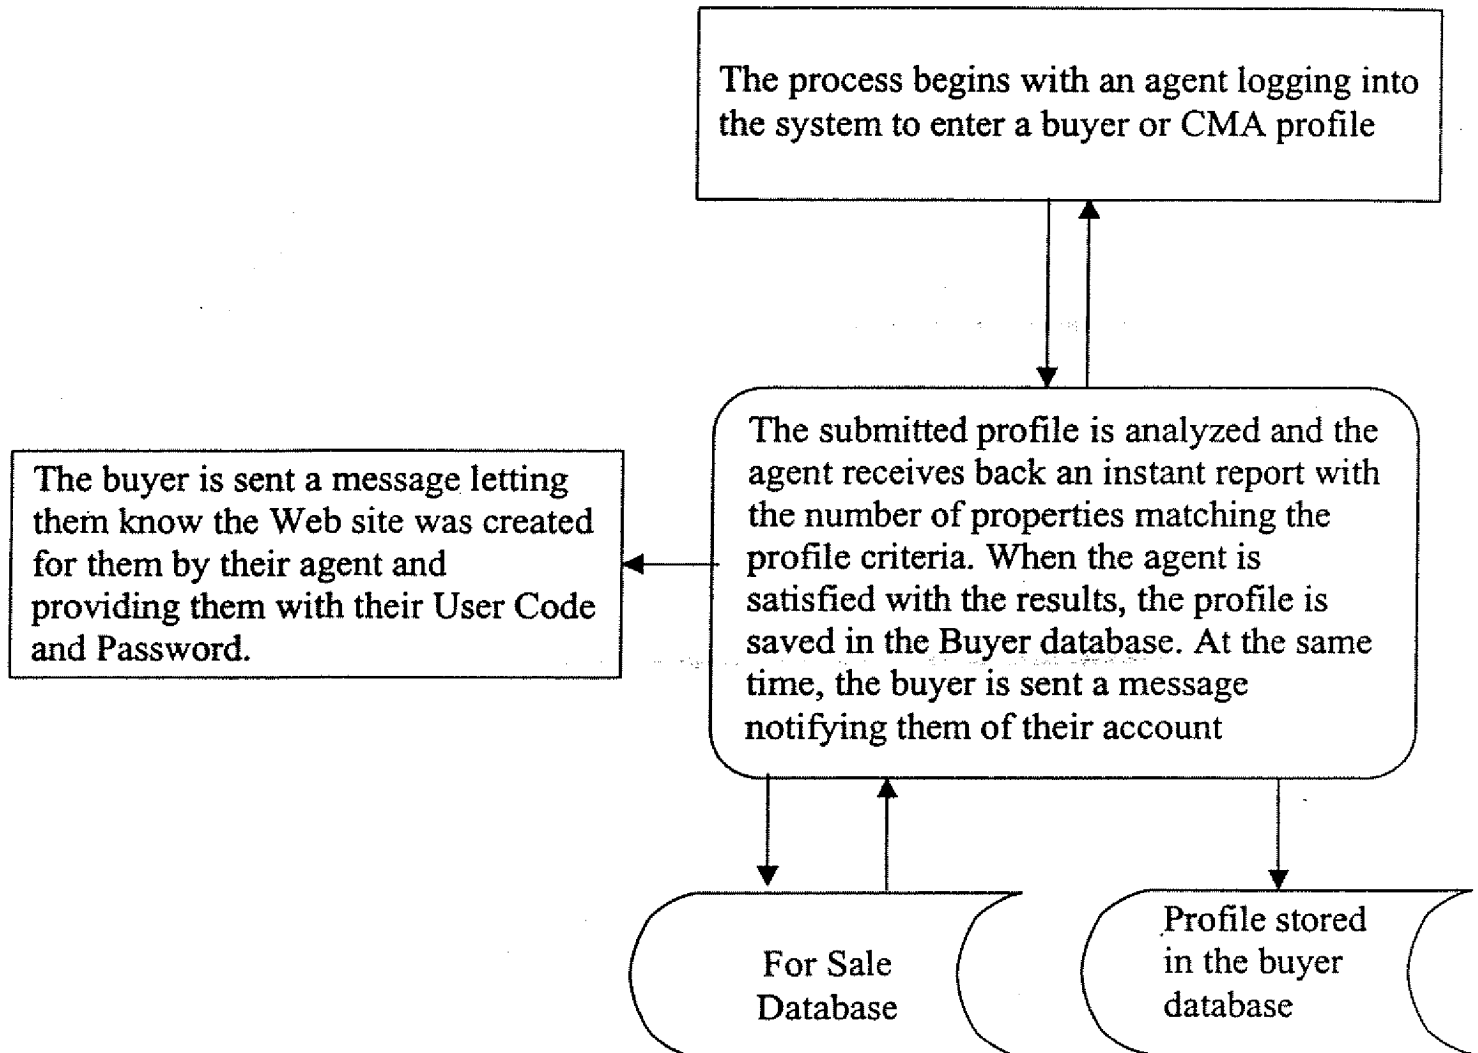 The process begins with an agent logging into
the system to enter a buyer or CMA profile
The submitted profile is analyzed and the
agent receives back an instant report with
the number of properties matching the
profile criteria. When the agent is
satisfied with the results, the profile is
saved in the Buyer database. At the same
time, the buyer is sent a message
notifying them of their account
The buyer is sent a message letting
them know the Web site was created
for them by their agent and
providing them with their User Code
and Password.
For Sale
Database
Profile stored
in the buyer
database